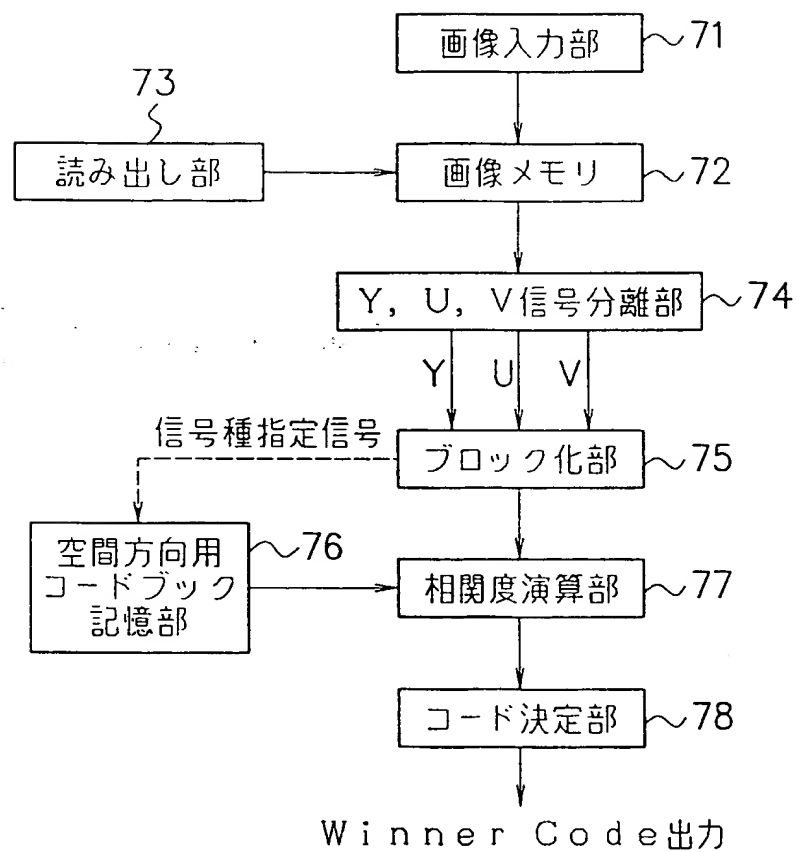 画像入力部
71
73
読み出し部
画像メモリ
72
Y, U, V信号分離部
74
Y
U
V
信号種指定信号
ブロック化部
75
空間方向用
コードブック
記憶部
76
相関度演算部
77
コード決定部
78
Winner Code出力